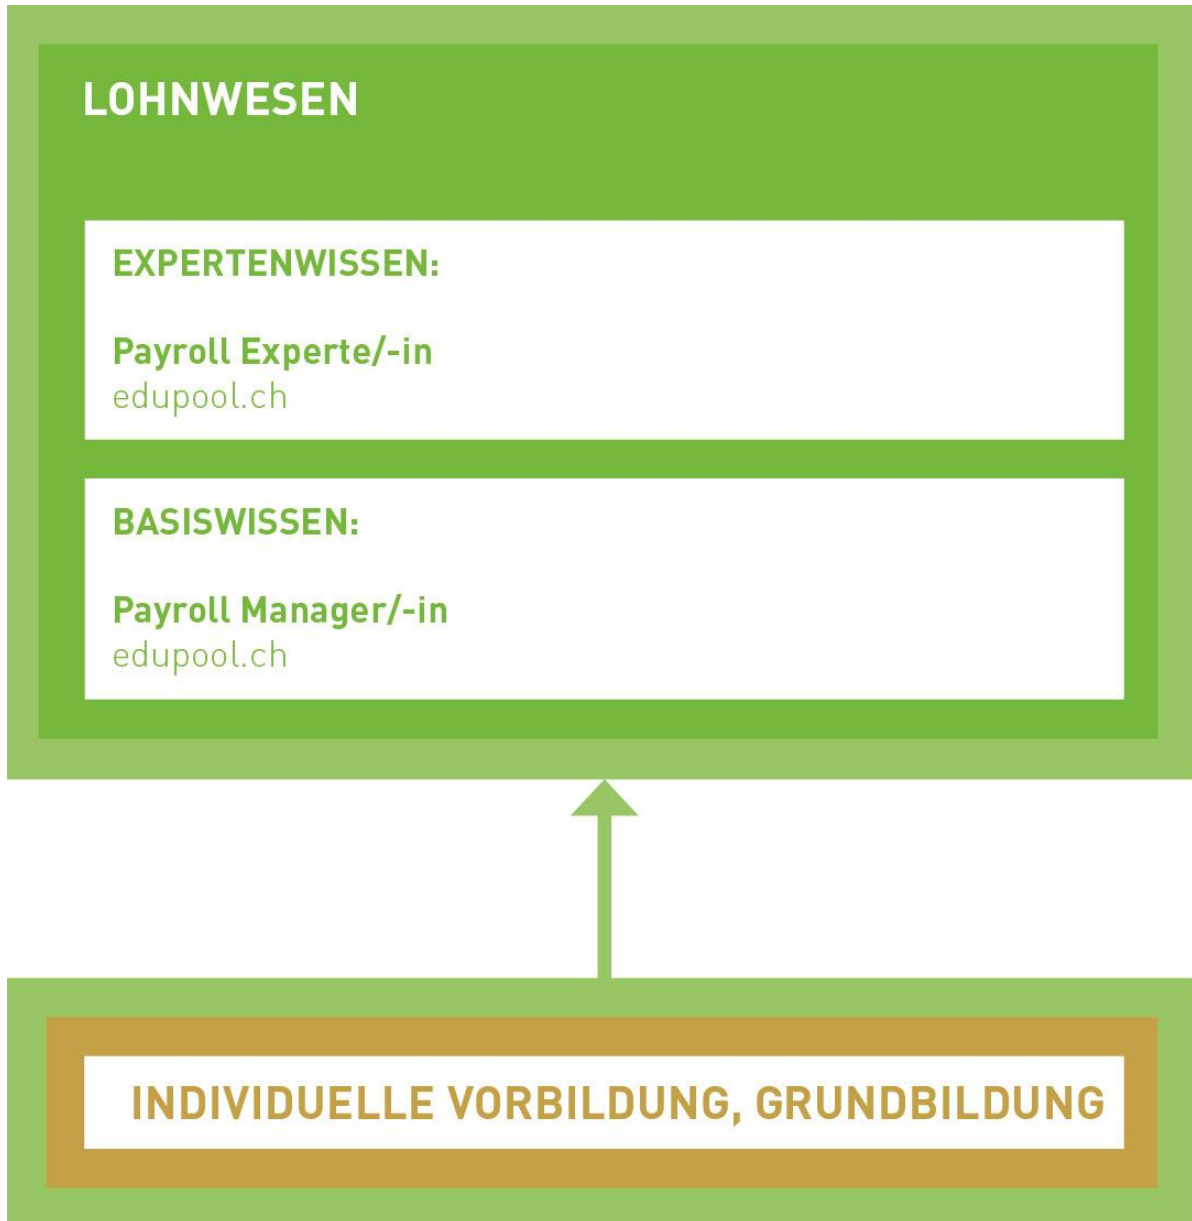 LOHNWESEN
EXPERTENWISSEN:
Payroll Experte/-in
edupool.ch
BASISWISSEN:
Payroll Manager/-in
edupool.ch
INDIVIDUELLE VORBILDUNG, GRUNDBILDUNG